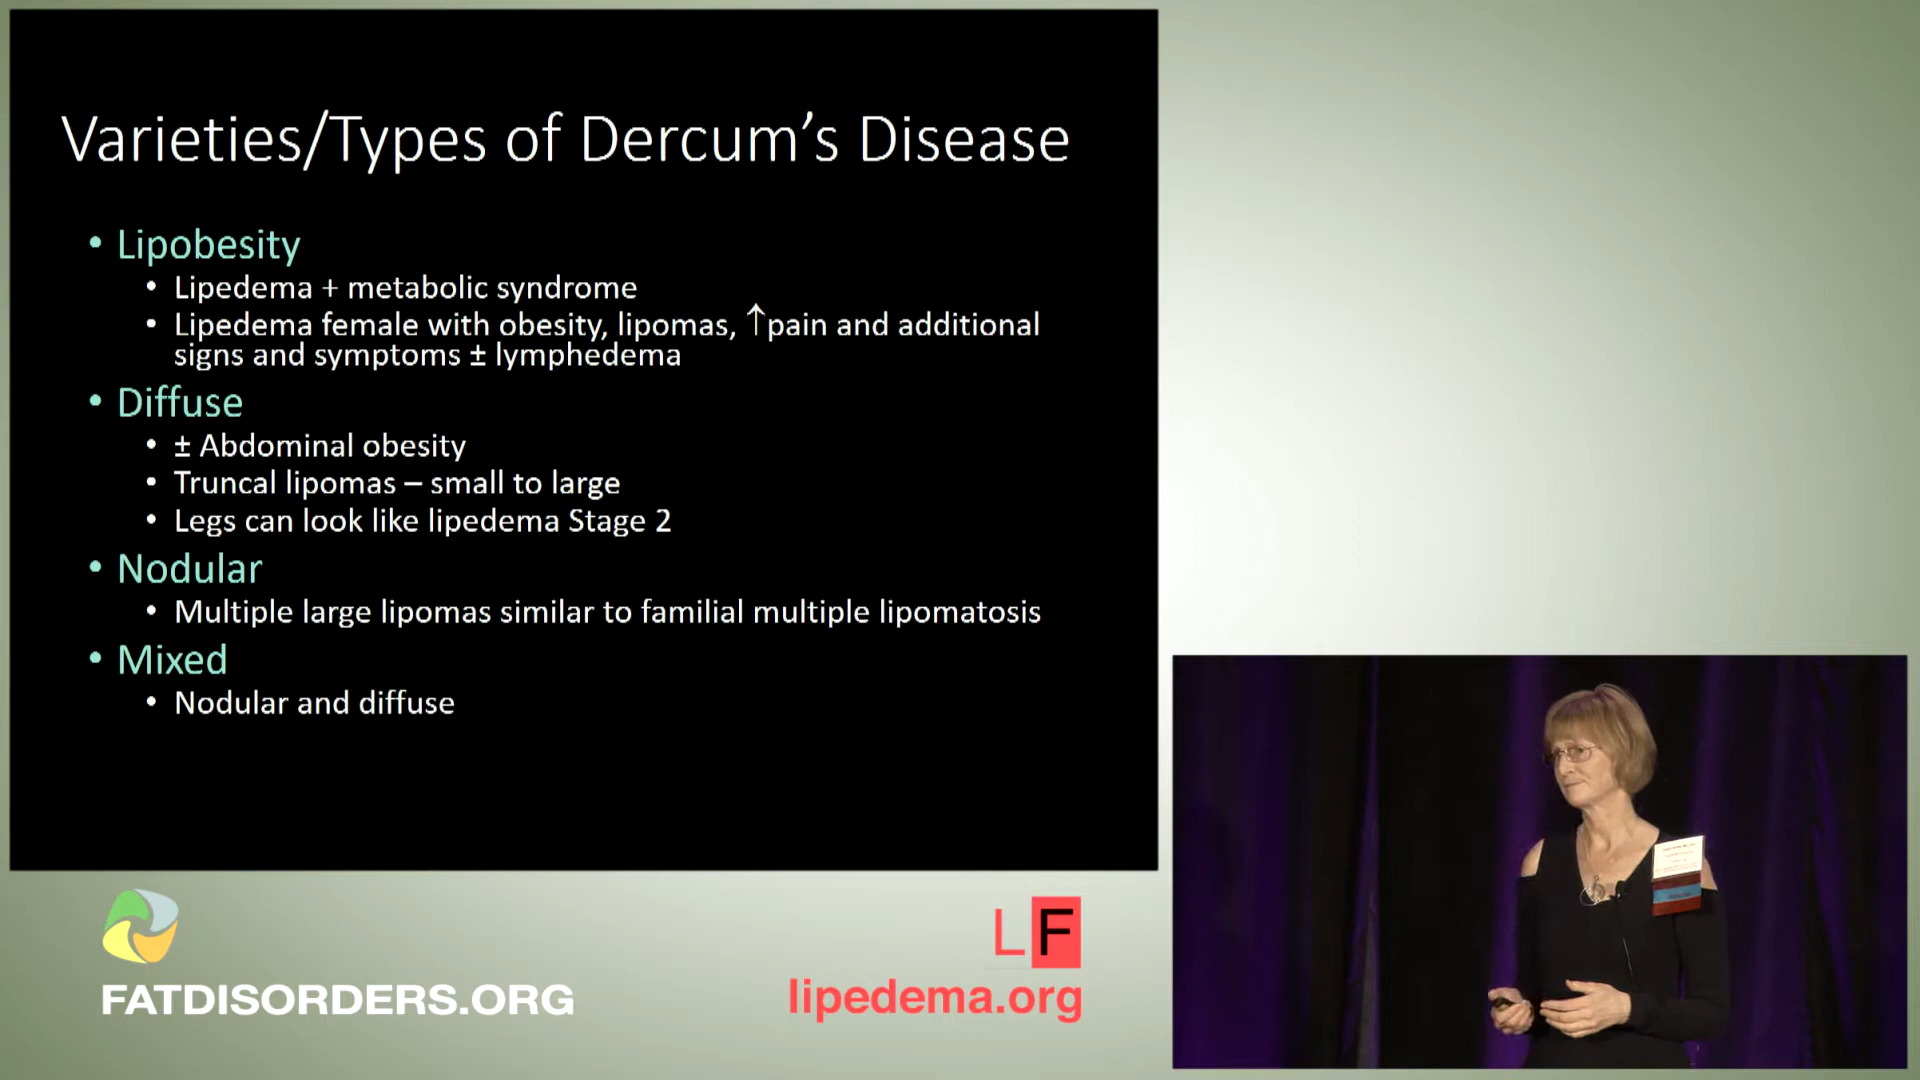 Varieties/Types of Dercum's Disease
• Lipobesity
• Lipedema + metabolic syndrome
• Lipedema female with obesity, lipomas, ↑pain and additional
signs and symptoms ± lymphedema
• Diffuse
• ± Abdominal obesity
• Truncal lipomas – small to large
• Legs can look like lipedema Stage 2
• Nodular
• Multiple large lipomas similar to familial multiple lipomatosis
• Mixed
• Nodular and diffuse
FATDISORDERS.ORG
LF
lipedema.org